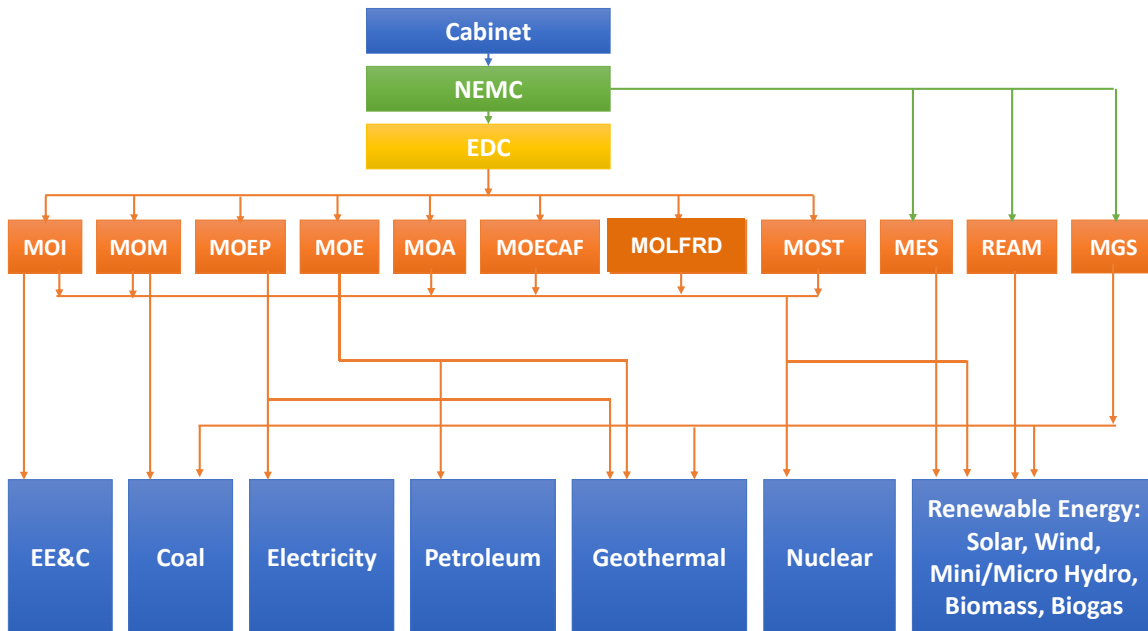 Cabinet
NEMC
EDC
MOI
MOM
MOEP
MOE
MOA
MOECAF
MOLFRD
MOST
MES
REAM
MGS
EE&C
Coal
Electricity
Petroleum
Geothermal
Nuclear
Renewable Energy:
Solar, Wind,
Mini/Micro Hydro,
Biomass, Biogas